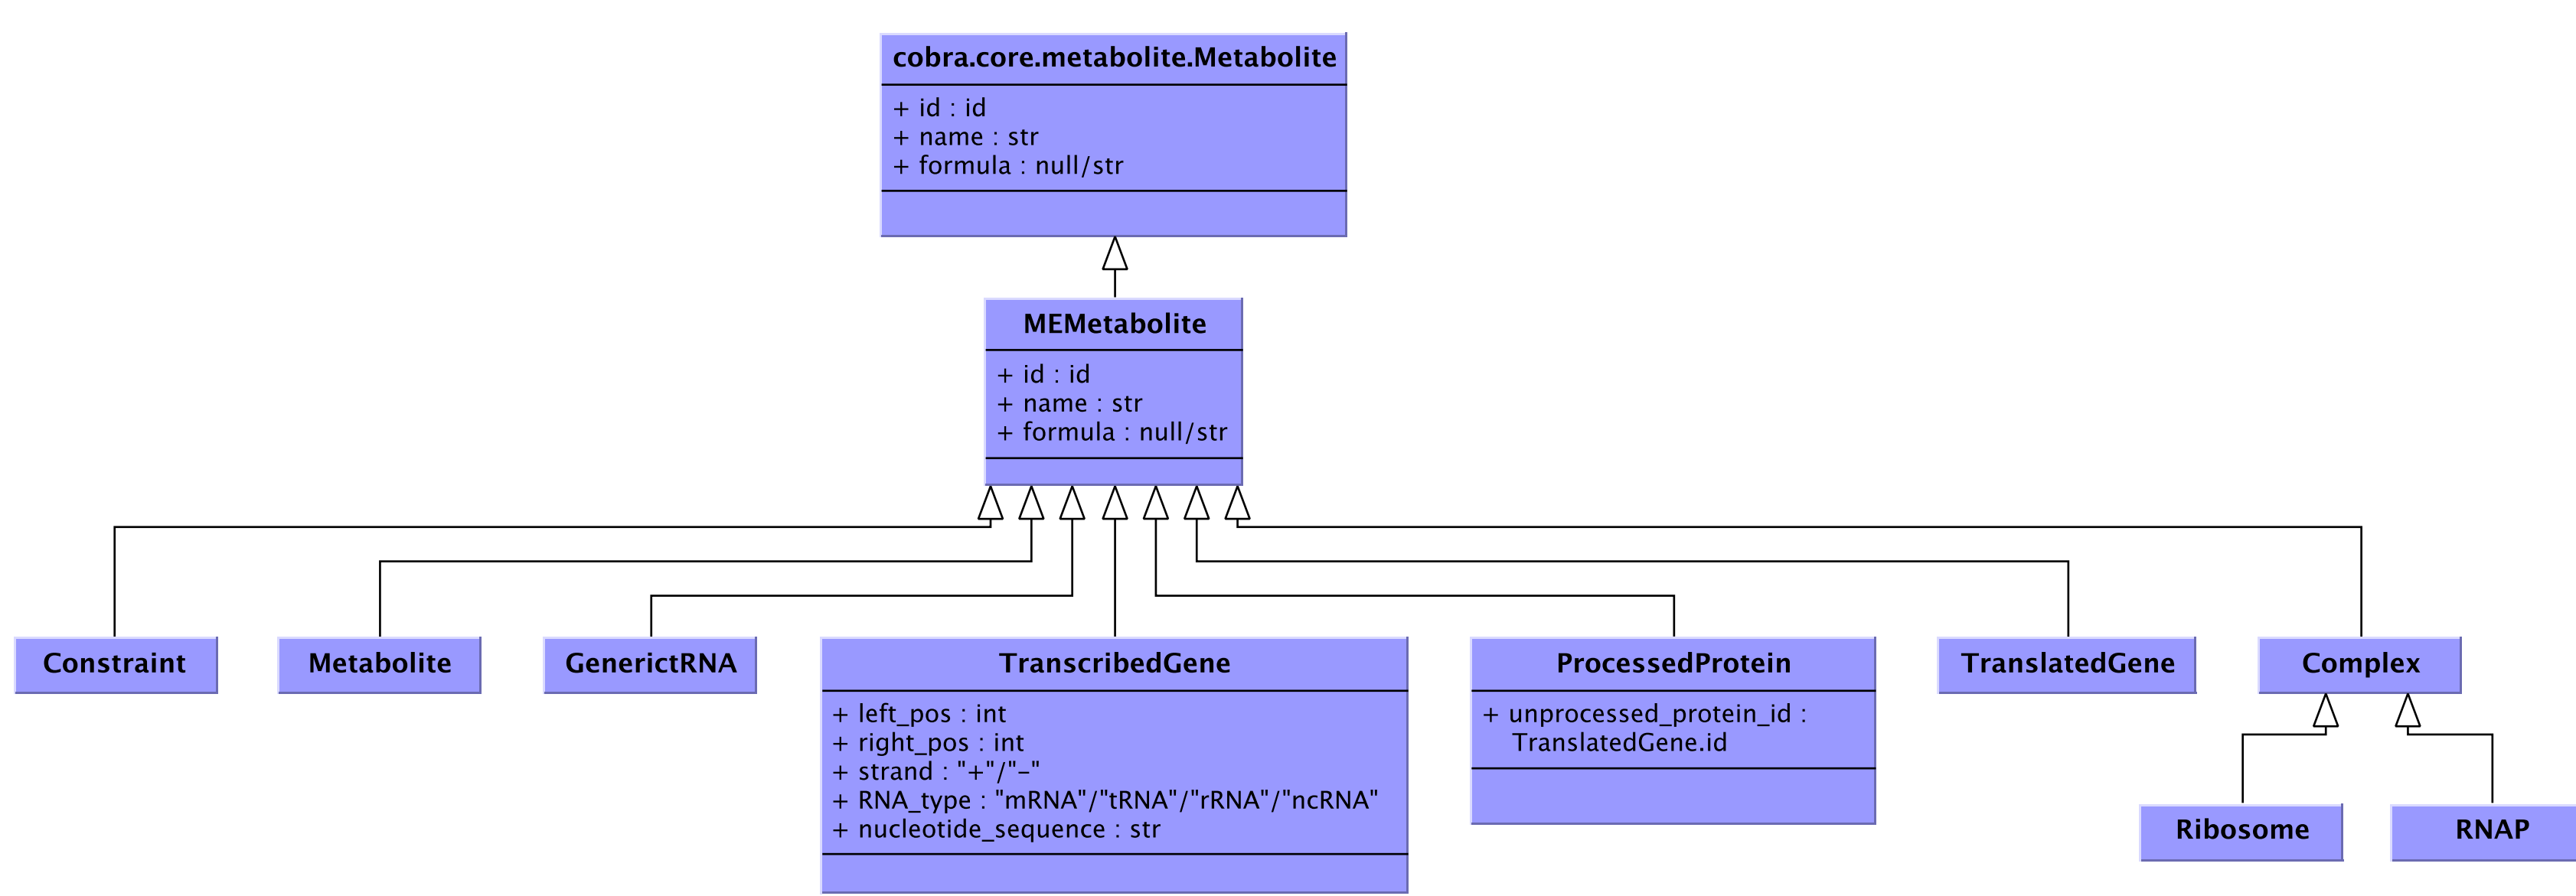 cobra.core.metabolite.Metabolite
+ id : id
+ name : str
+ formula : null/str
MEMetabolite
+ id : id
+ name : str
+ formula : null/str
Constraint
Metabolite
GenerictRNA
TranscribedGene
+ left_pos : int
+ right_pos : int
+ strand : "+"/"-"
+ RNA_type : "mRNA"/"tRNA"/"rRNA"/"ncRNA"
+ nucleotide_sequence : str
ProcessedProtein
+ unprocessed_protein_id :
TranslatedGene.id
TranslatedGene
Complex
Ribosome
RNAP